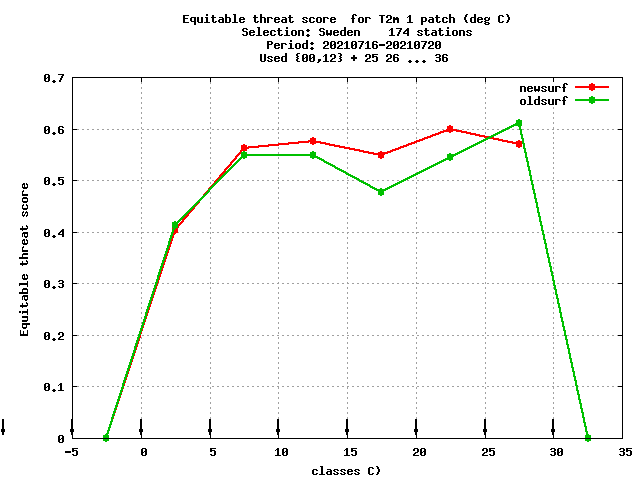 Equitable threat score  for T2m 1 patch (deg C)
Selection: Sweden    174 stations
Period: 20210716-20210720
Used {00,12} + 25 26 ... 36
newsurf
oldsurf
0.7
0.6
0.5
0.4
0.3
0.2
0.1
0
Equitable threat score
-5 0 5 10 15 20 25 30 35
classes C)